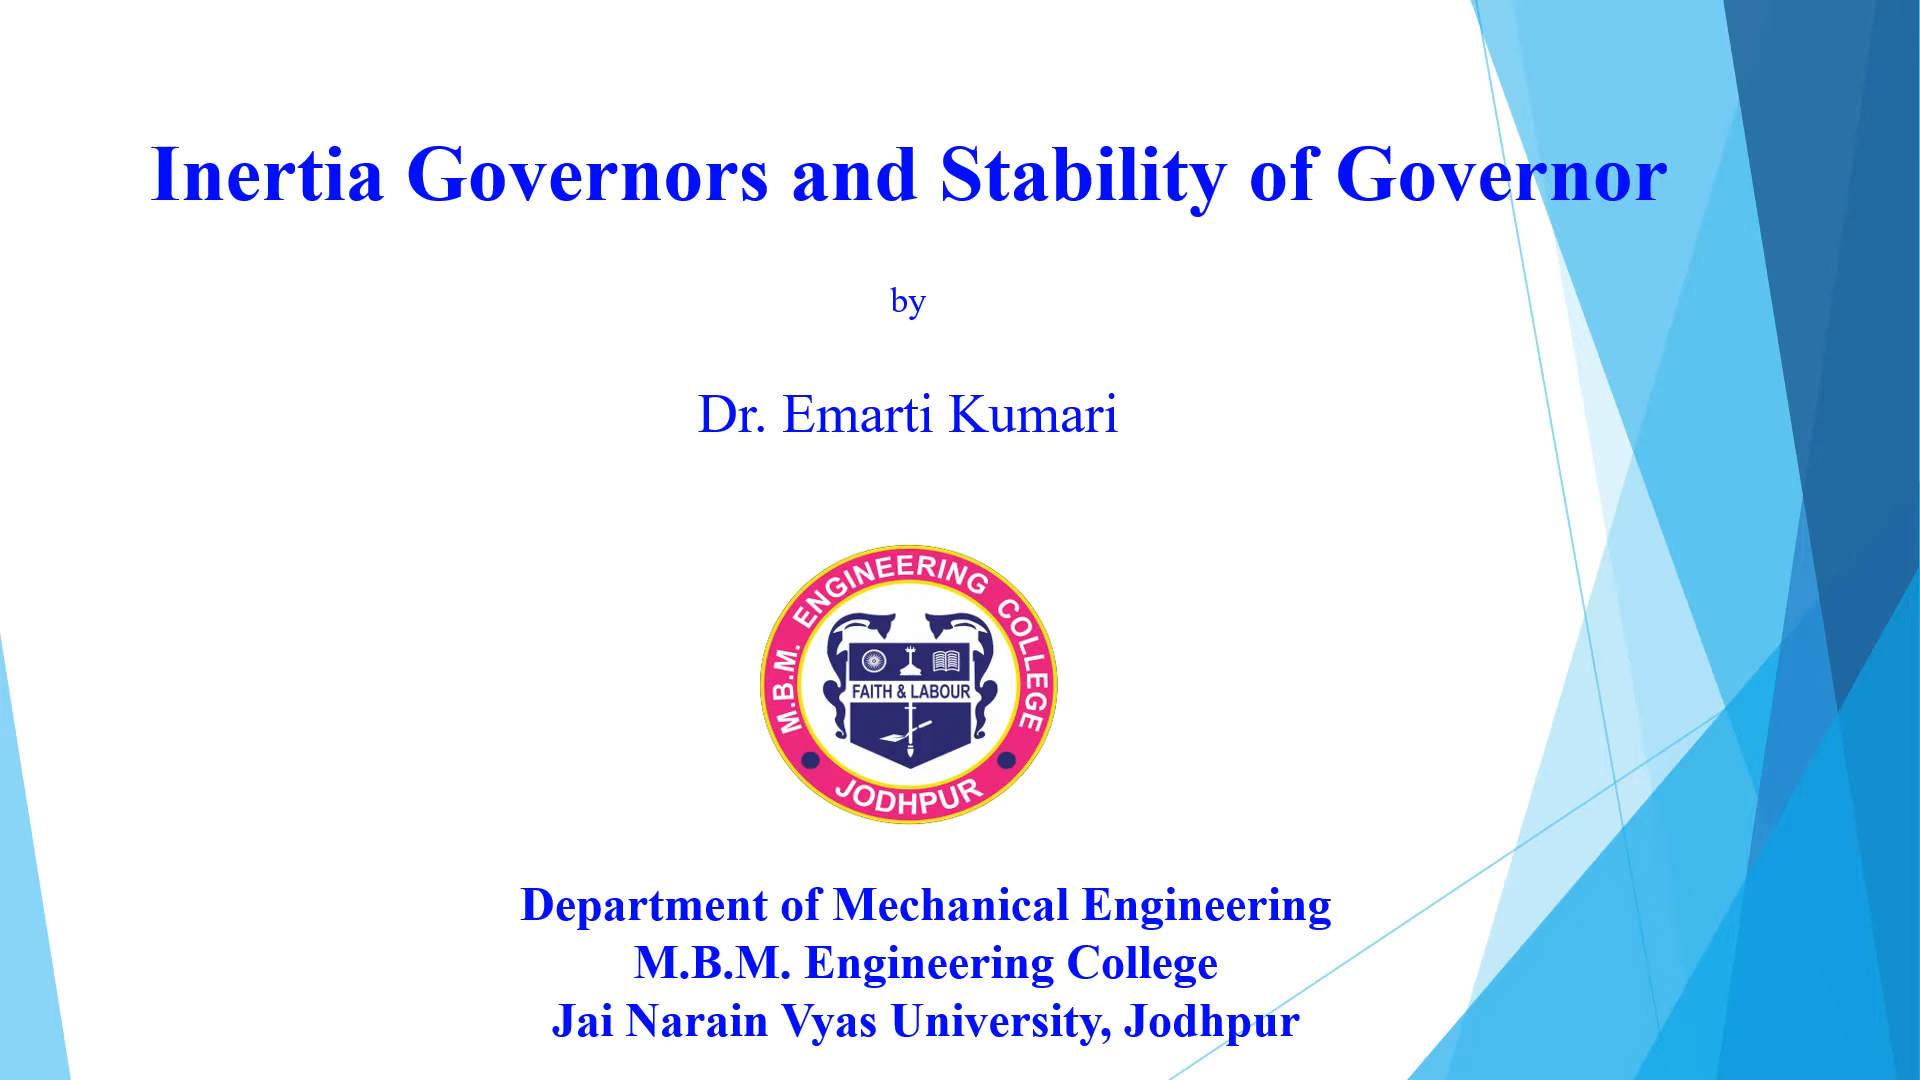 Inertia Governors and Stability of Governor
by
Dr. Emarti Kumari
M.B.M. ENGINEERING COLLEGE
FAITH & LABOUR
JODHPUR
Department of Mechanical Engineering
M.B.M. Engineering College
Jai Narain Vyas University, Jodhpur